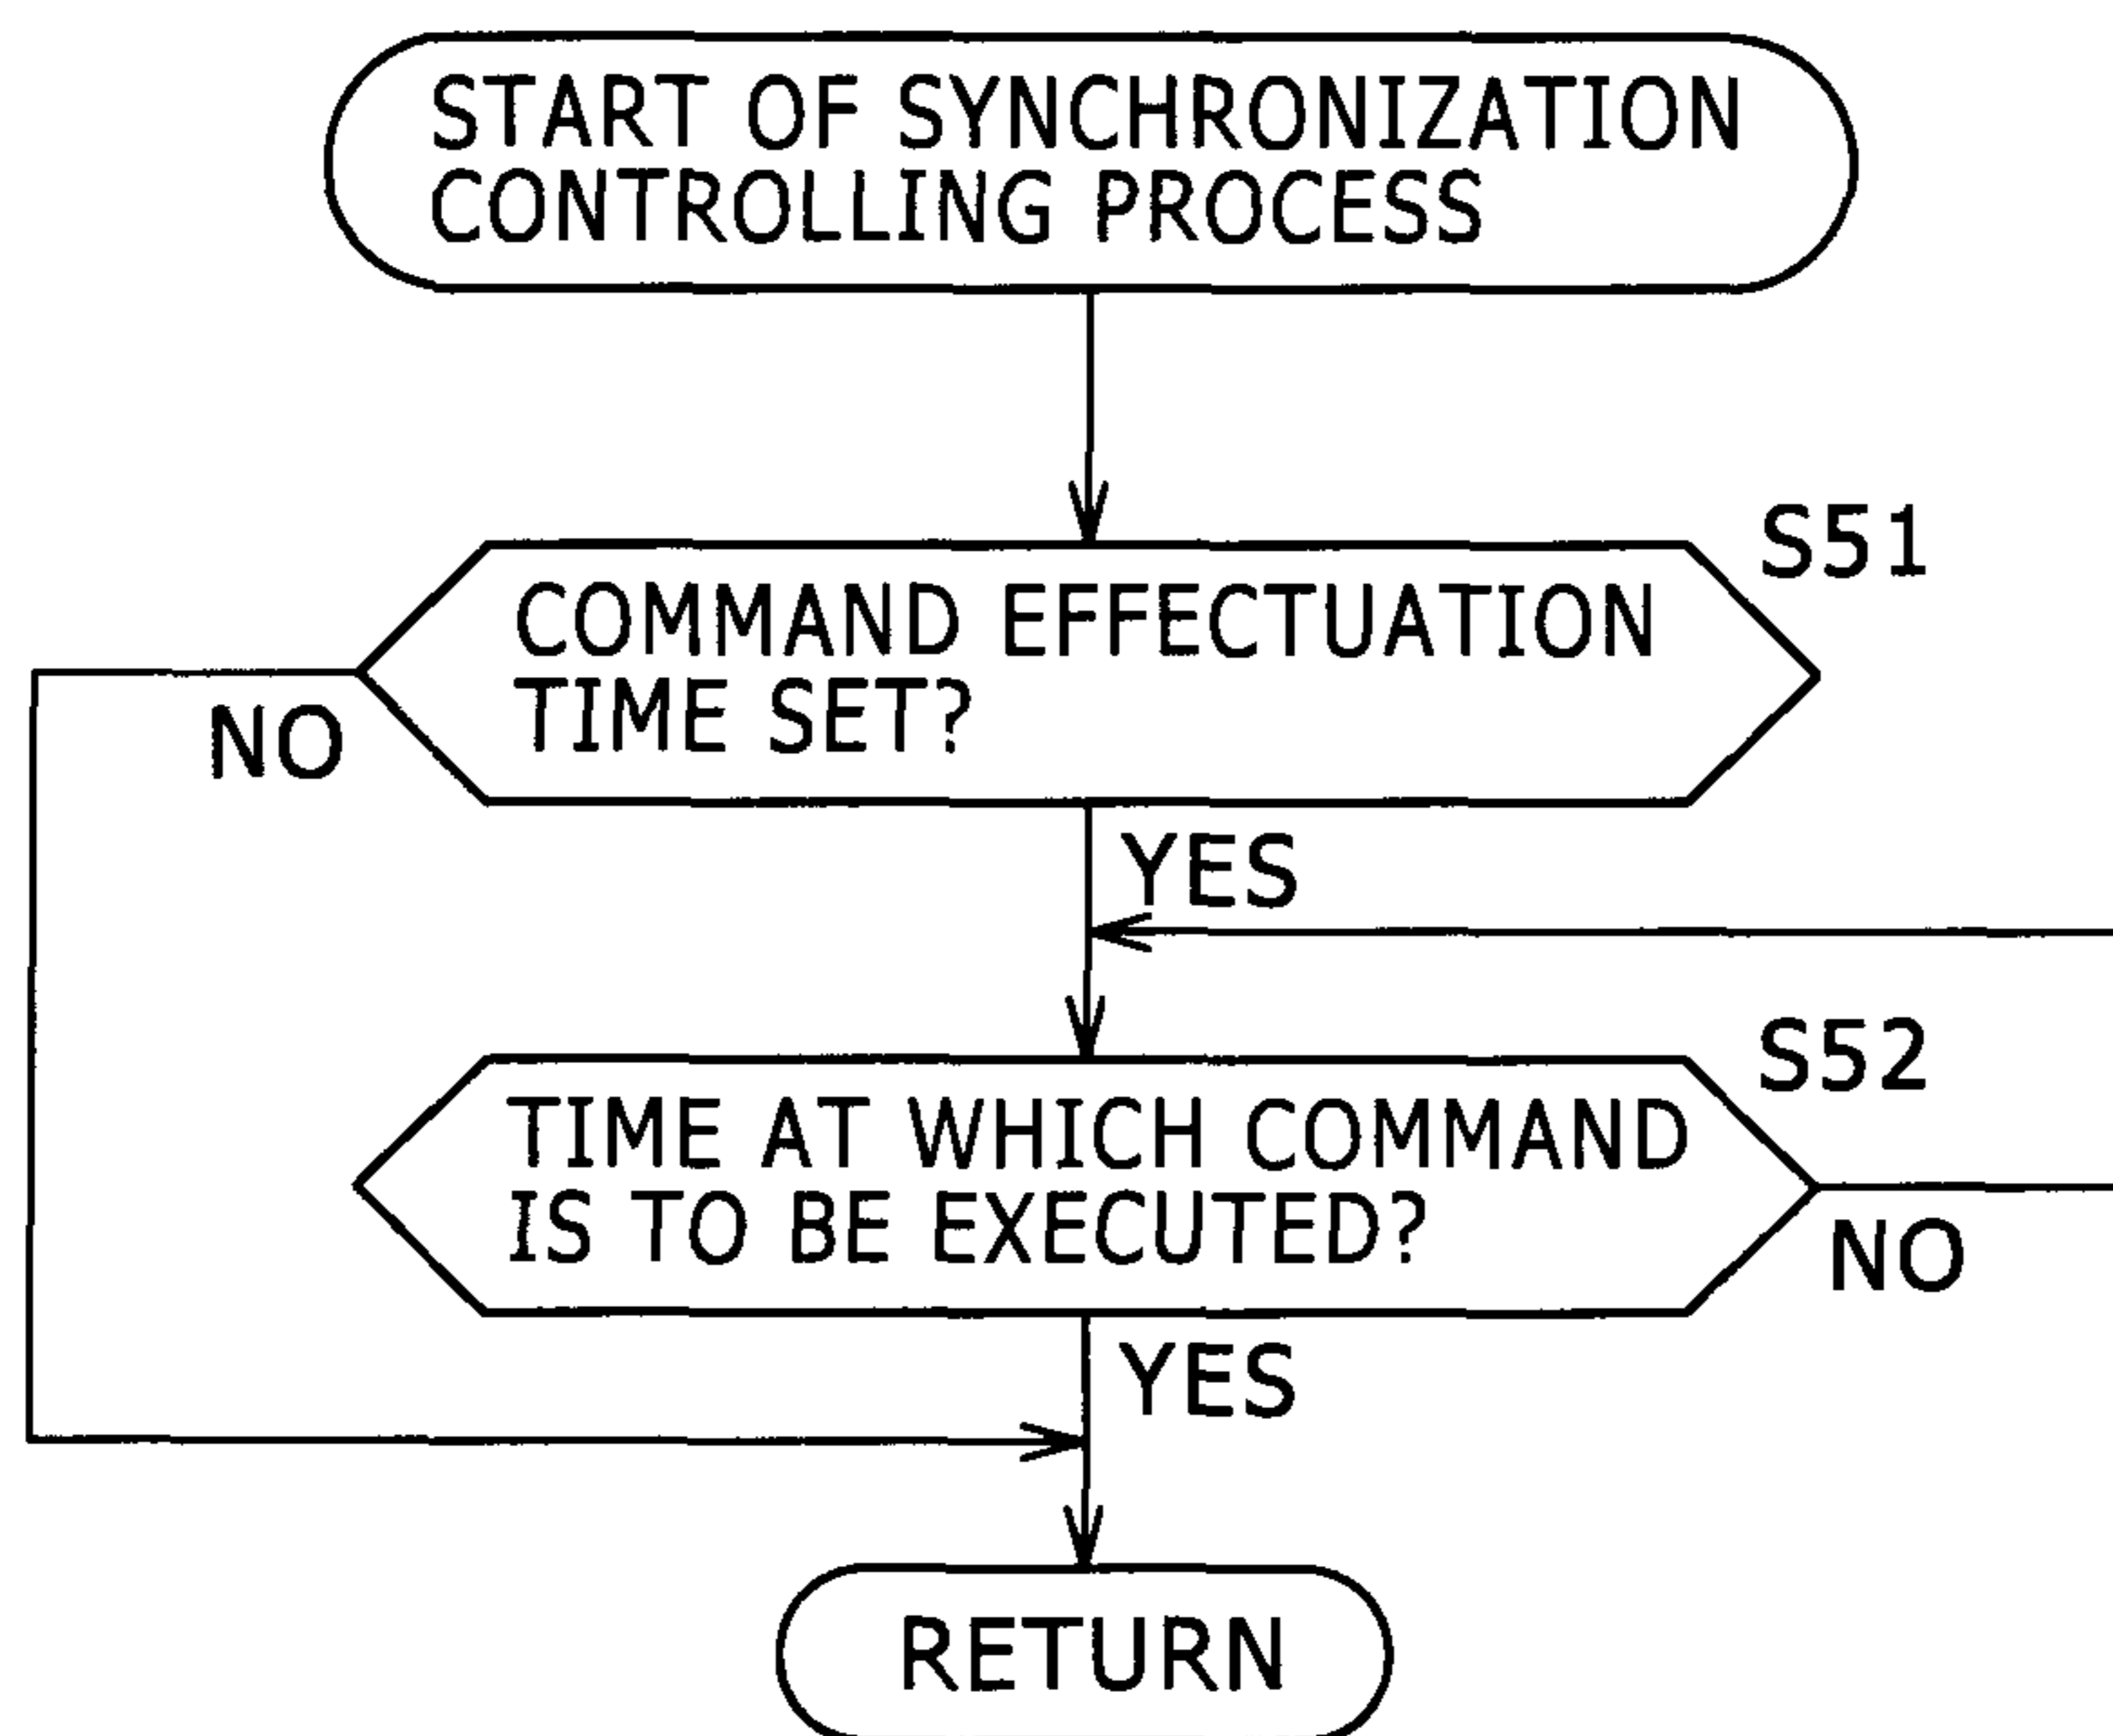 START OF SYNCHRONIZATION
CONTROLLING PROCESS
S51
COMMAND EFFECTUATION
TIME SET?
NO
YES
S52
TIME AT WHICH COMMAND
IS TO BE EXECUTED?
NO
YES
RETURN